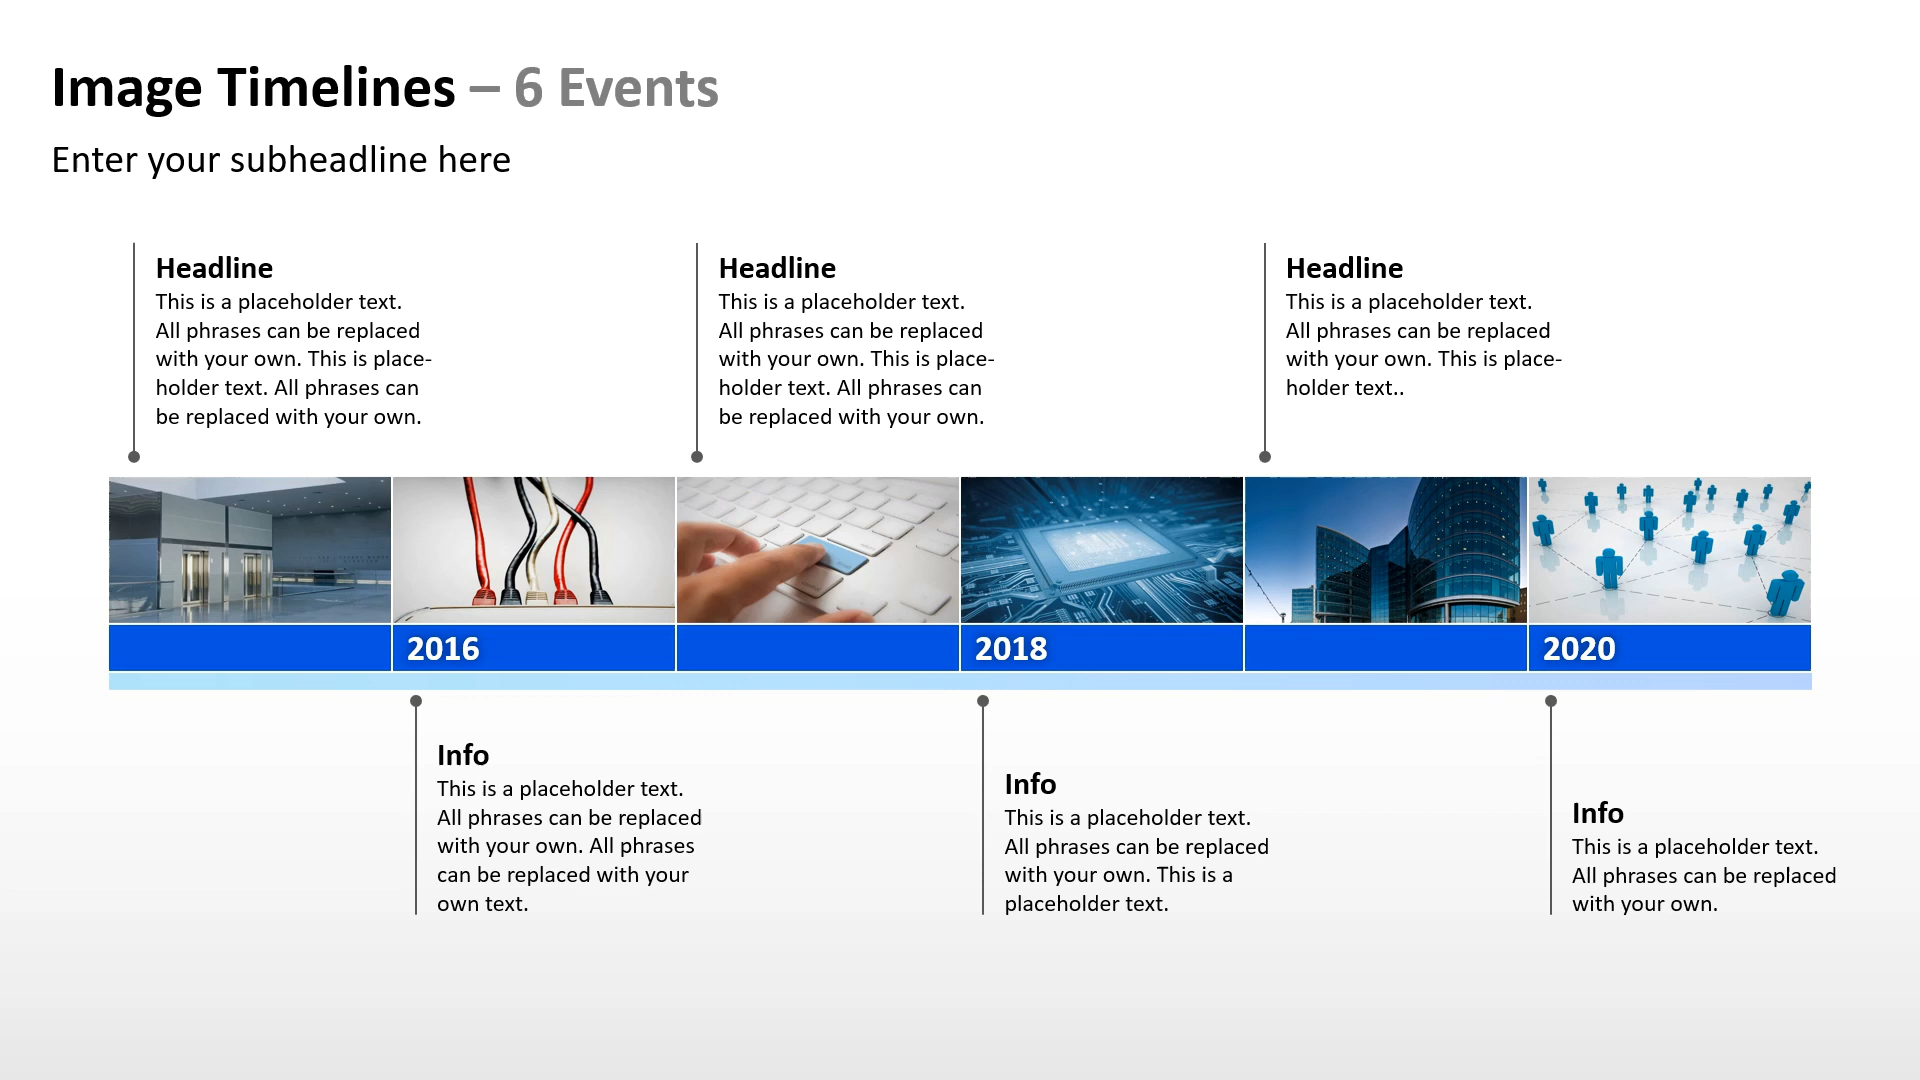 Image Timelines – 6 Events
Enter your subheadline here
Headline
This is a placeholder text.
All phrases can be replaced
with your own. This is place-
holder text. All phrases can
be replaced with your own.
Headline
This is a placeholder text.
All phrases can be replaced
with your own. This is place-
holder text. All phrases can
be replaced with your own.
Headline
This is a placeholder text.
All phrases can be replaced
with your own. This is place-
holder text..
2016
2018
2020
Info
This is a placeholder text.
All phrases can be replaced
with your own. All phrases
can be replaced with your
own text.
Info
This is a placeholder text.
All phrases can be replaced
with your own. This is a
placeholder text.
Info
This is a placeholder text.
All phrases can be replaced
with your own.